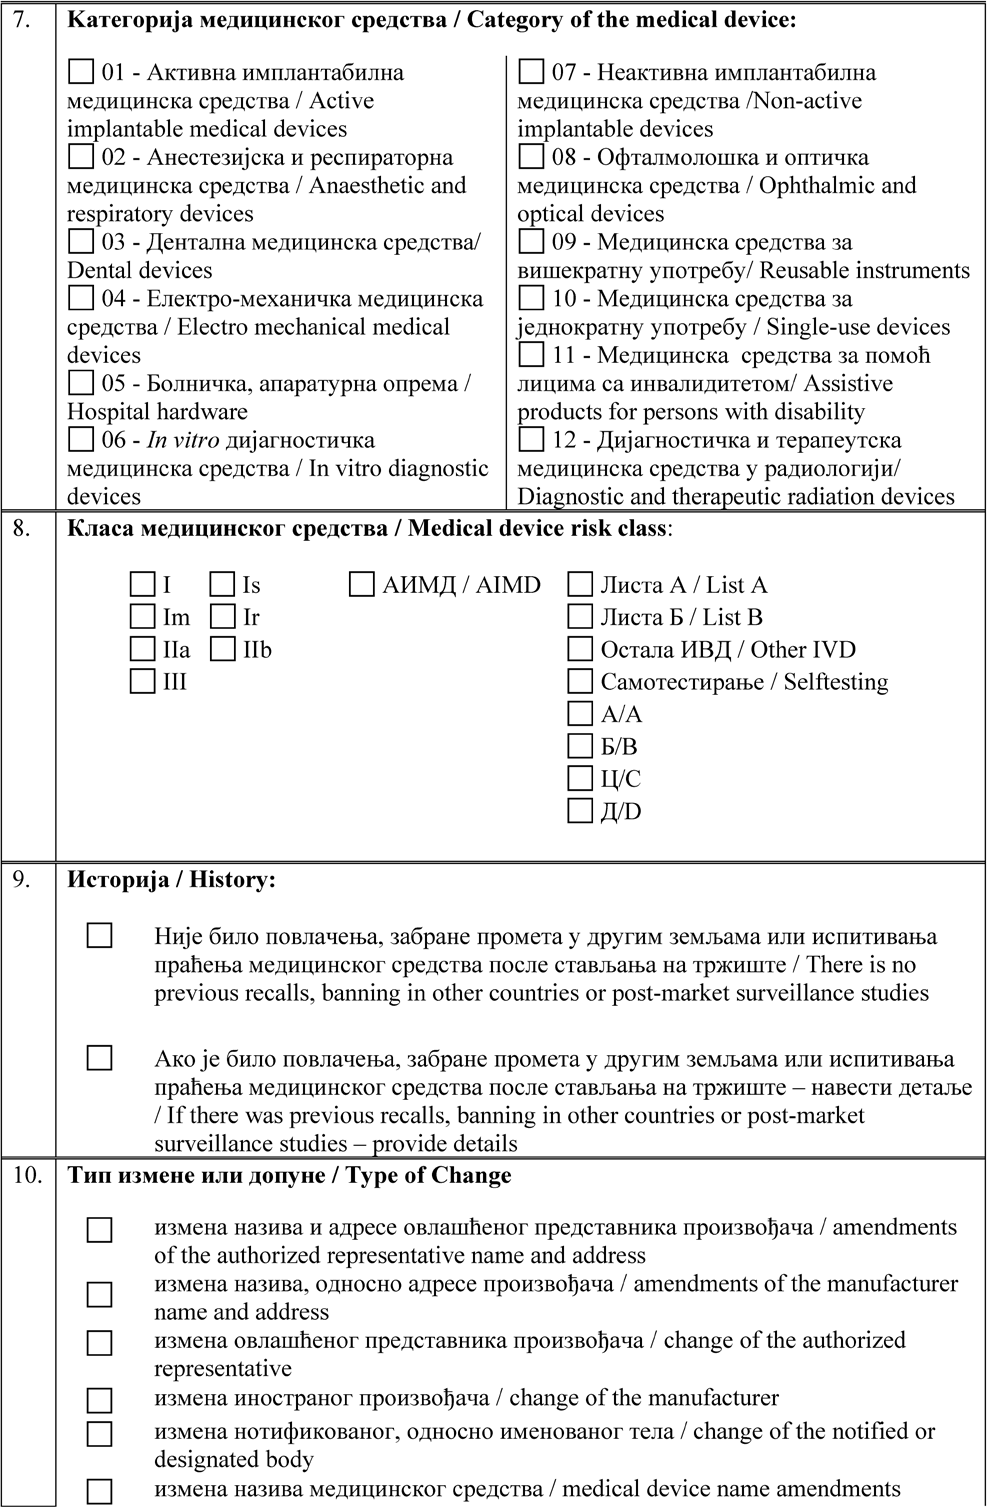 7. Категорија медицинског средства / Category of the medical device:
☐ 01 - Активна имплантабилна
медицинска средства / Active
implantable medical devices
☐ 02 - Анестезијска и респираторна
медицинска средства / Anaesthetic and
respiratory devices
☐ 03 - Дентална медицинска средства/
Dental devices
☐ 04 - Електро-механичка медицинска
средства / Electro mechanical medical
devices
☐ 05 - Болничка, апаратурна опрема /
Hospital hardware
☐ 06 - In vitro дијагностичка
медицинска средства / In vitro diagnostic
devices
☐ 07 - Неактивна имплантабилна
медицинска средства /Non-active
implantable devices
☐ 08 - Офталмолошка и оптичка
медицинска средства / Ophthalmic and
optical devices
☐ 09 - Медицинска средства за
вишекратну употребу/ Reusable instruments
☐ 10 - Медицинска средства за
једнократну употребу / Single-use devices
☐ 11 - Медицинска  средства за помоћ
лицима са инвалидитетом/ Assistive
products for persons with disability
☐ 12 - Дијагностичка и терапеутска
медицинска средства у радиологији/
Diagnostic and therapeutic radiation devices
8. Класа медицинског средства / Medical device risk class:
☐ I ☐ Is ☐ АИМД / AIMD ☐ Листа А / List A
☐ Im ☐ Ir ☐ Листа Б / List B
☐ IIa ☐ IIb ☐ Остала ИВД / Other IVD
☐ III ☐ Самотестирање / Selftesting
☐ А/A
☐ Б/B
☐ Ц/C
☐ Д/D
9. Историја / History:
☐ Није било повлачења, забране промета у другим земљама или испитивања
праћења медицинског средства после стављања на тржиште / There is no
previous recalls, banning in other countries or post-market surveillance studies
☐ Ако је било повлачења, забране промета у другим земљама или испитивања
праћења медицинског средства после стављања на тржиште – навести детаље
/ If there was previous recalls, banning in other countries or post-market
surveillance studies – provide details
10. Тип измене или допуне / Type of Change
☐ измена назива и адресе овлашћеног представника произвођача / amendments
of the authorized representative name and address
☐ измена назива, односно адресе произвођача / amendments of the manufacturer
name and address
☐ измена овлашћеног представника произвођача / change of the authorized
representative
☐ измена иностраног произвођача / change of the manufacturer
☐ измена нотификованог, односно именованог тела / change of the notified or
designated body
☐ измена назива медицинског средства / medical device name amendments